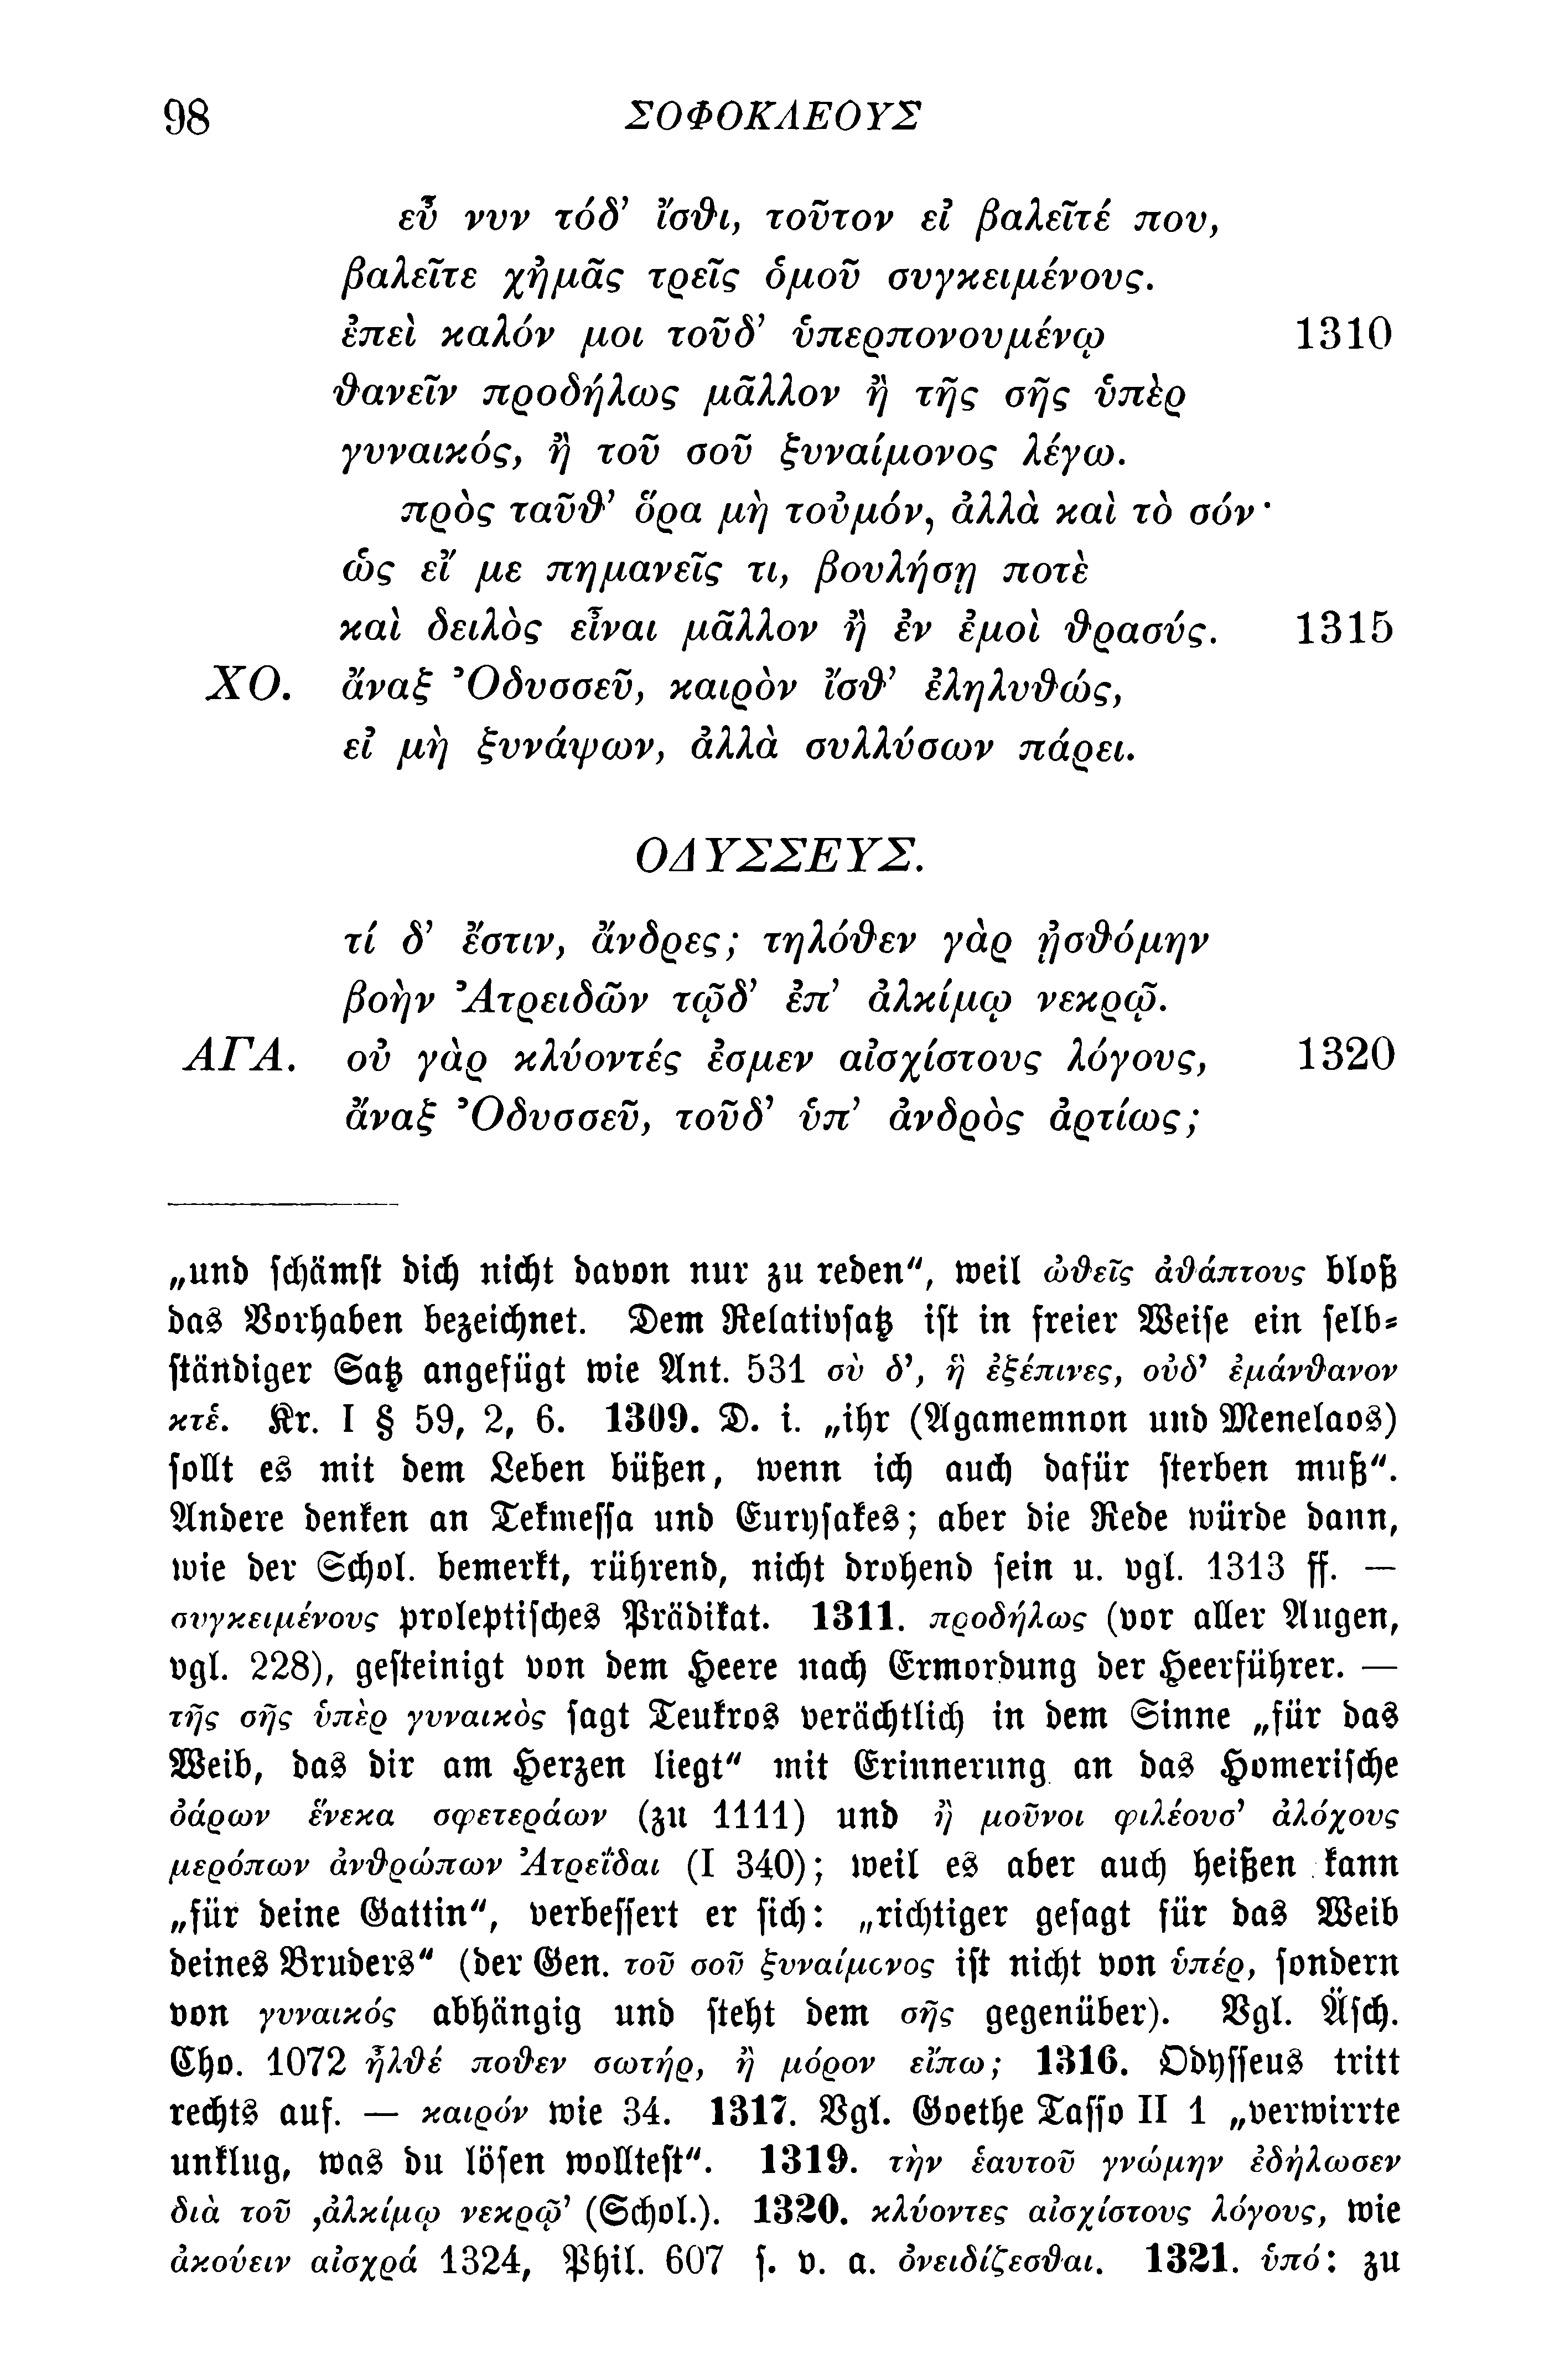 98 ΣΟΦΟΚΛΕΟΥΣ
εὖ νυν τόδ’ ἴσθι, τοῦτον εἰ βαλεῖτέ που,
βαλεῖτε χἠμᾶς τρεῖς ὁμοῦ συγκειμένους.
ἐπεὶ καλόν μοι τοῦδ’ ὑπερπονουμένῳ 1310
θανεῖν προδήλως μᾶλλον ἢ τῆς σῆς ὑπὲρ
γυναικός, ἢ τοῦ σοῦ ξυναίμονος λέγω.
πρὸς ταῦθ’ ὅρα μὴ τοὐμόν, ἀλλὰ καὶ τὸ σόν·
ὡς εἴ με πημανεῖς τι, βουλήσῃ ποτὲ
καὶ δειλὸς εἶναι μᾶλλον ἢ ἐν ἐμοὶ θρασύς. 1315
ΧΟ. ἄναξ Ὀδυσσεῦ, καιρὸν ἴσθ’ ἐληλυθώς,
εἰ μὴ ξυνάψων, ἀλλὰ συλλύσων πάρει.
ΟΔΥΣΣΕΥΣ.
τί δ’ ἔστιν, ἄνδρες; τηλόθεν γὰρ ᾐσθόμην
βοὴν Ἀτρειδῶν τῷδ’ ἐπ’ ἀλκίμῳ νεκρῷ.
ΑΓΑ. οὐ γὰρ κλύοντές ἐσμεν αἰσχίστους λόγους, 1320
ἄναξ Ὀδυσσεῦ, τοῦδ’ ὑπ’ ἀνδρὸς ἀρτίως;
„und schämst dich nicht davon nur zu reden“, weil ὠθεῖς ἀθάπτους bloß
das Vorhaben bezeichnet. Dem Relativsatz ist in freier Weise ein selb-
ständiger Satz angefügt wie Ant. 531 σὺ δ’, ἣ ἐξέπινες, οὐδ’ ἐμάνθανον
κτἑ. Kr. I § 59, 2, 6. 1309. D. i. „ihr (Agamemnon und Menelaos)
sollt es mit dem Leben büßen, wenn ich auch dafür sterben muß“.
Andere denken an Tekmessa und Eurysakes; aber die Rede würde dann,
wie der Schol. bemerkt, rührend, nicht drohend sein u. vgl. 1313 ff. —
συγκειμένους proleptisches Prädikat. 1311. προδήλως (vor aller Augen,
vgl. 228), gesteinigt von dem Heere nach Ermordung der Heerführer. —
τῆς σῆς ὑπὲρ γυναικὸς sagt Teukros verächtlich in dem Sinne „für das
Weib, das dir am Herzen liegt“ mit Erinnerung an das Homerische
ὀάρων ἕνεκα σφετεράων (zu 1111) und ἢ μοῦνοι φιλέουσ’ ἀλόχους
μερόπων ἀνθρώπων Ἀτρεΐδαι (I 340); weil es aber auch heißen kann
„für deine Gattin“, verbessert er sich: „richtiger gesagt für das Weib
deines Bruders“ (der Gen. τοῦ σοῦ ξυναίμονος ist nicht von ὑπέρ, sondern
von γυναικός abhängig und steht dem σῆς gegenüber). Vgl. Äsch.
Cho. 1072 ἦλθέ ποθεν σωτήρ, ἢ μόρον εἴπω; 1316. Odysseus tritt
rechts auf. — καιρόν wie 34. 1317. Vgl. Goethe Tasso II 1 „verwirrte
unklug, was du lösen wolltest“. 1319. τὴν ἑαυτοῦ γνώμην ἐδήλωσεν
διὰ τοῦ ‚ἀλκίμῳ νεκρῷ’ (Schol.). 1320. κλύοντες αἰσχίστους λόγους, wie
ἀκούειν αἰσχρά 1324, Phil. 607 s. v. a. ὀνειδίζεσθαι. 1321. ὑπό: zu